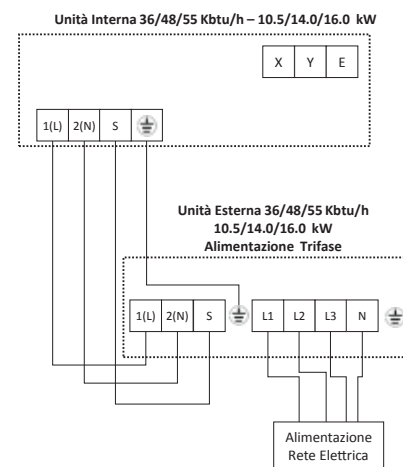 Unità Interna 36/48/55 Kbtu/h – 10.5/14.0/16.0 kW
X Y E
1(L) 2(N) S
Unità Esterna 36/48/55 Kbtu/h
10.5/14.0/16.0 kW
Alimentazione Trifase
1(L) 2(N) S L1 L2 L3 N
Alimentazione
Rete Elettrica